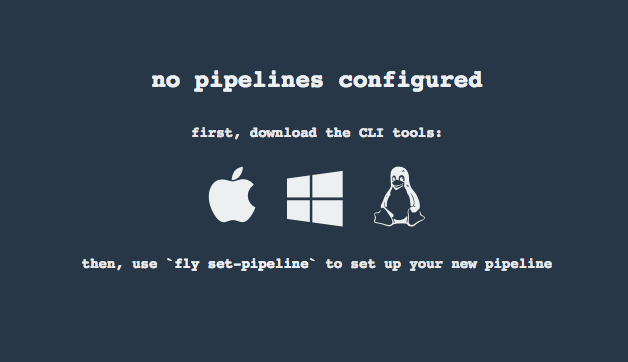 no pipelines configured
first, download the CLI tools:
then, use `fly set-pipeline` to set up your new pipeline